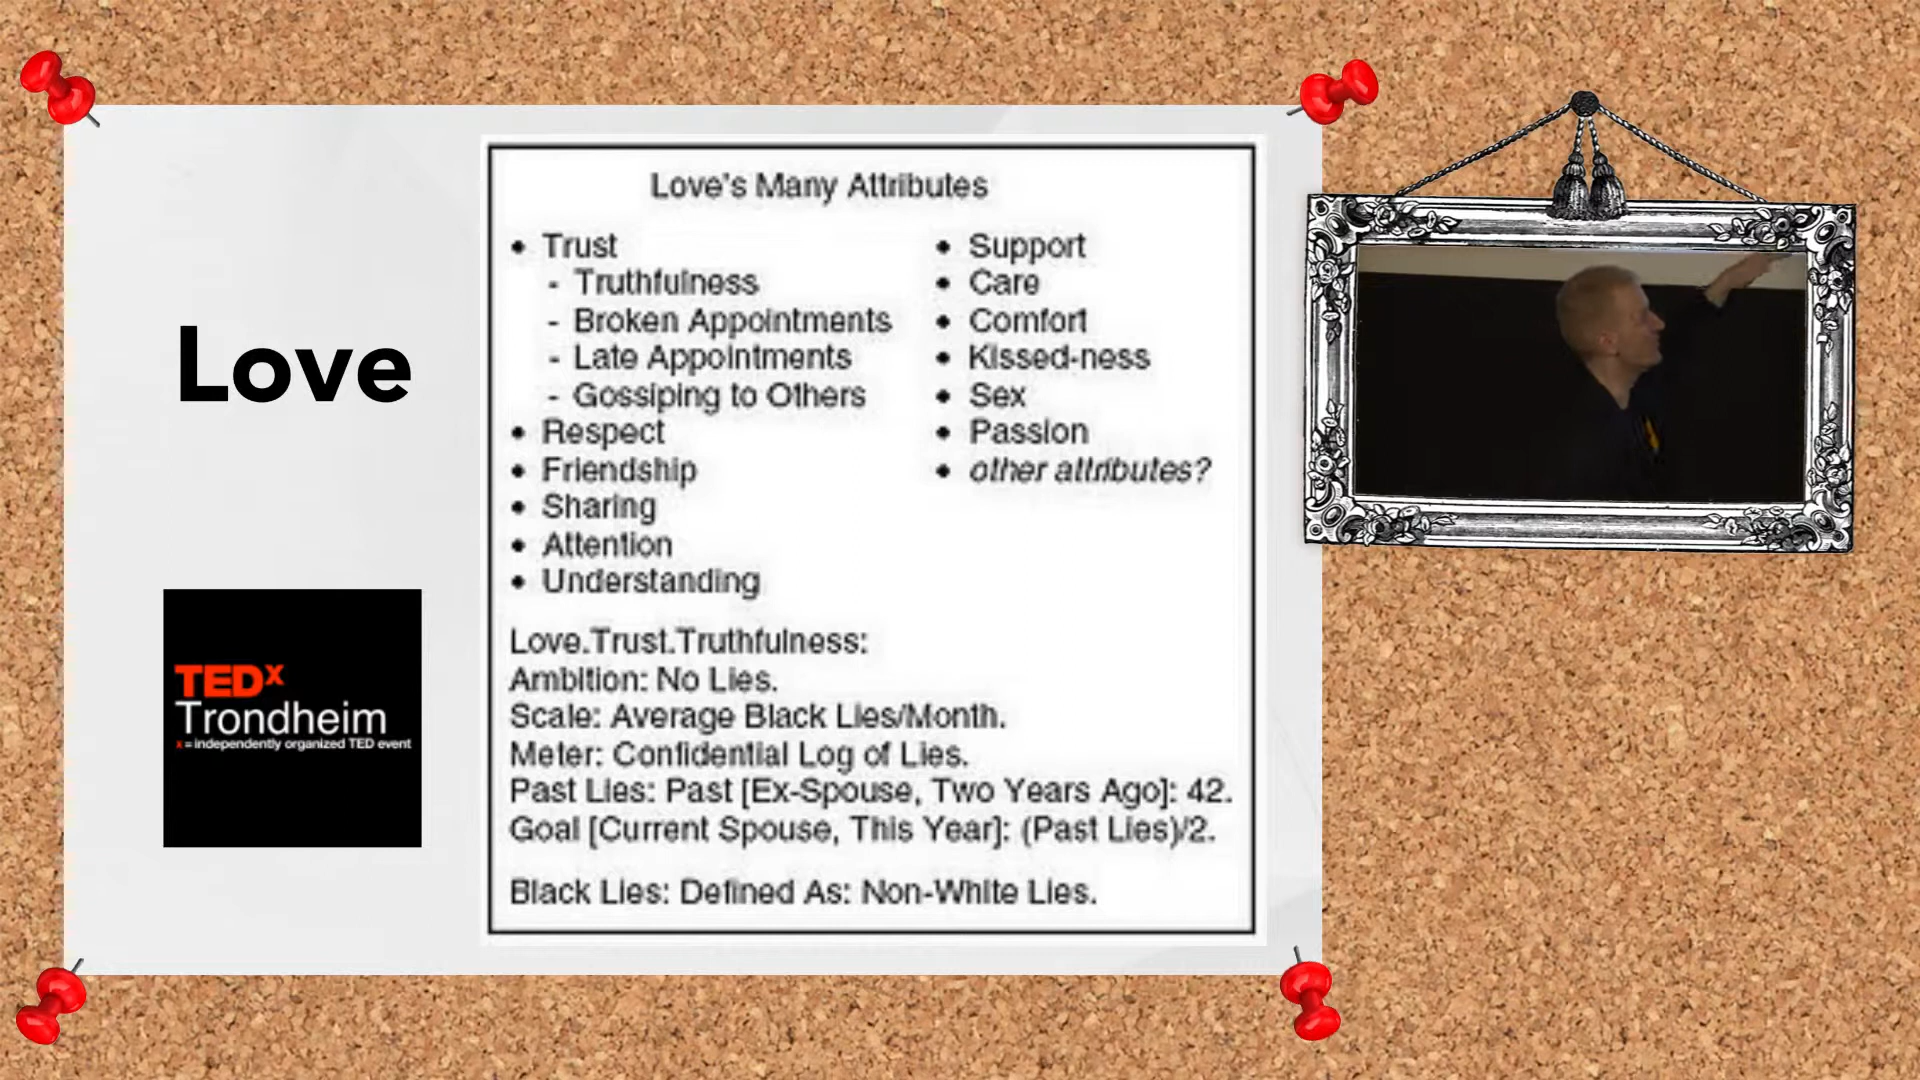 Love
TEDx
Trondheim
x = independently organized TED event
Love's Many Attributes
• Trust
- Truthfulness
- Broken Appointments
- Late Appointments
- Gossiping to Others
• Respect
• Friendship
• Sharing
• Attention
• Understanding
• Support
• Care
• Comfort
• Kissed-ness
• Sex
• Passion
• other attributes?
Love.Trust.Truthfulness:
Ambition: No Lies.
Scale: Average Black Lies/Month.
Meter: Confidential Log of Lies.
Past Lies: Past [Ex-Spouse, Two Years Ago]: 42.
Goal [Current Spouse, This Year]: (Past Lies)/2.
Black Lies: Defined As: Non-White Lies.